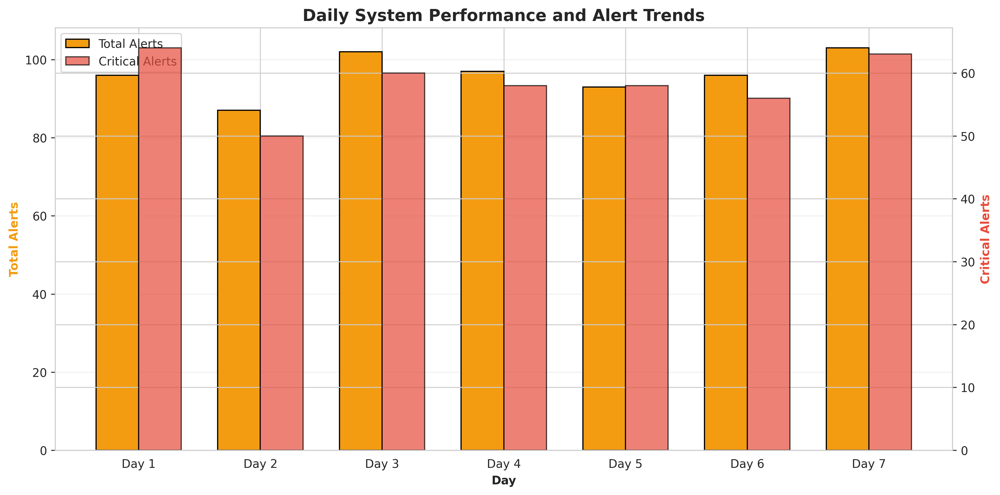 Daily System Performance and Alert Trends
Total Alerts
Critical Alerts
100
80
60
40
20
0
Total Alerts
60
50
40
30
20
10
0
Critical Alerts
Day 1 Day 2 Day 3 Day 4 Day 5 Day 6 Day 7
Day